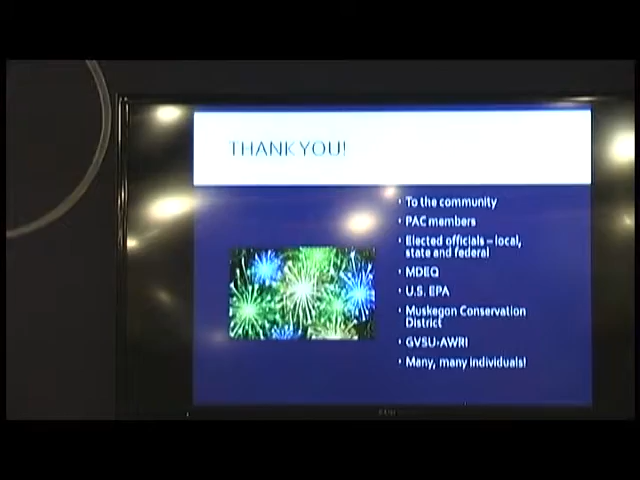 THANK YOU!
• To the community
• PAC members
• Elected officials – local,
state and federal
• MDEQ
• U.S. EPA
• Muskegon Conservation
District
• GVSU-AWRI
• Many, many individuals!